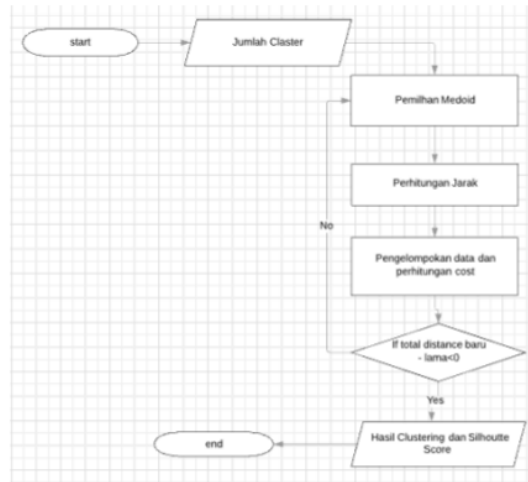 start
Jumlah Claster
Pemilhan Medoid
Perhitungan Jarak
No
Pengelompokan data dan
perhitungan cost
If total distance baru
- lama<0
Yes
Hasil Clustering dan Silhoutte
Score
end